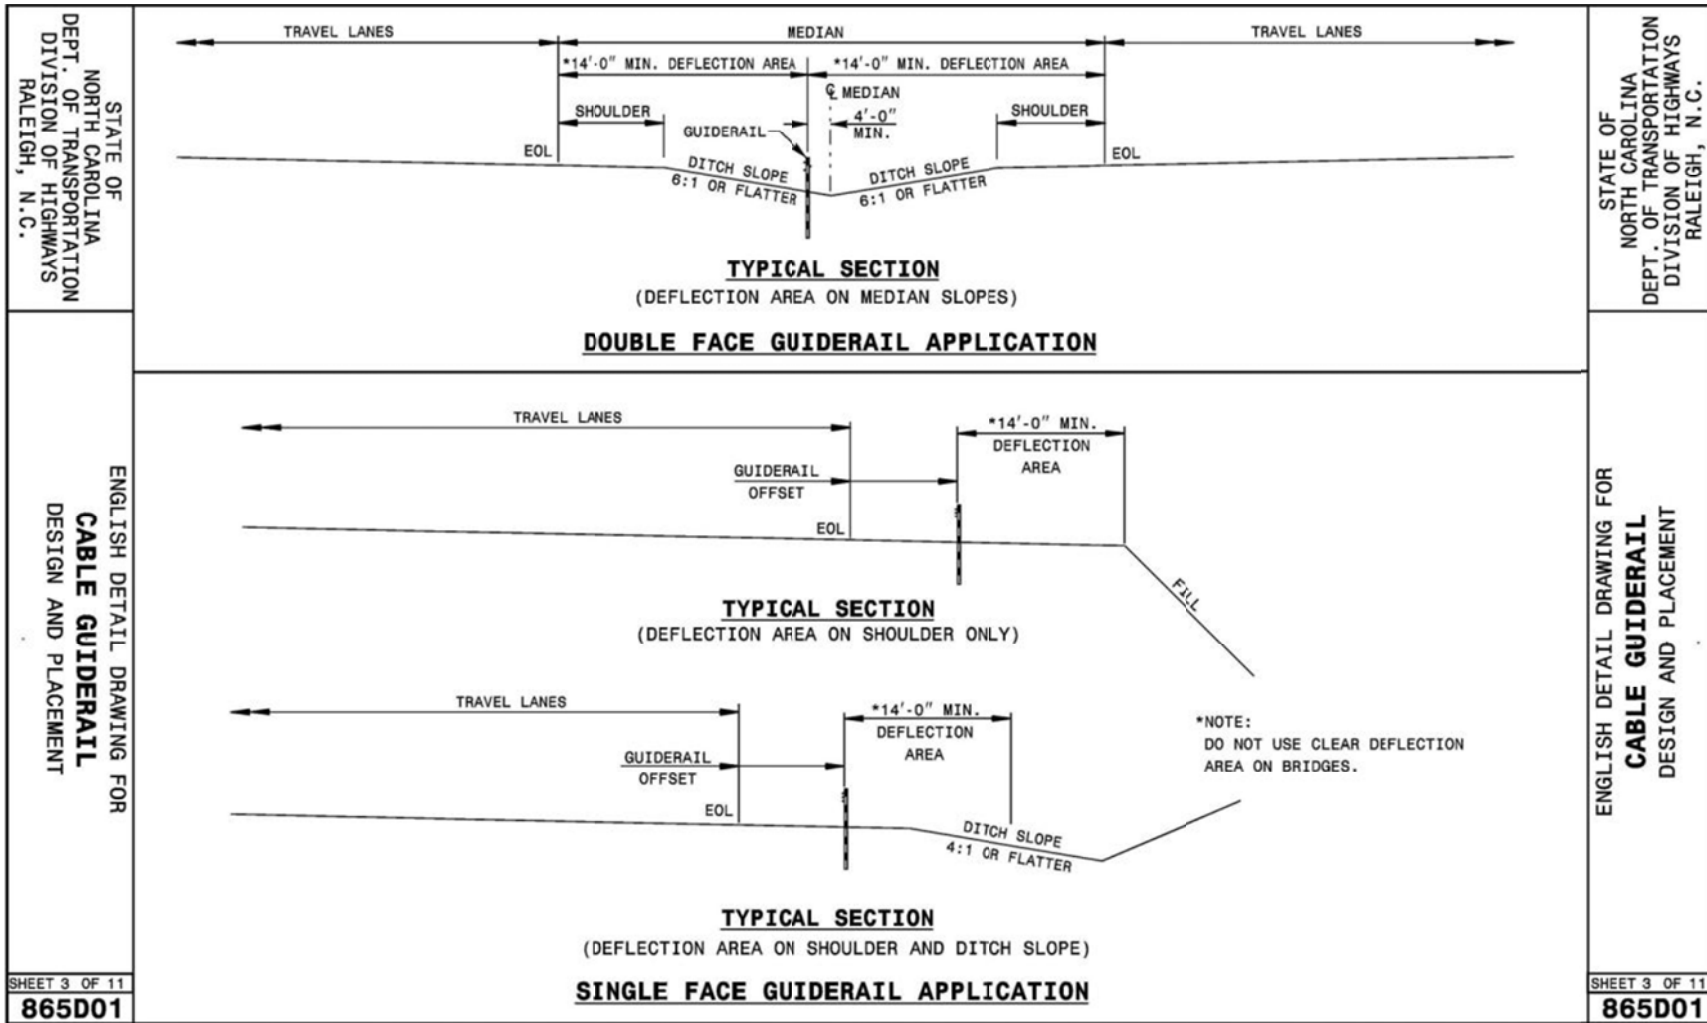 STATE OF
NORTH CAROLINA
DEPT. OF TRANSPORTATION
DIVISION OF HIGHWAYS
RALEIGH, N.C.
ENGLISH DETAIL DRAWING FOR
CABLE GUIDERAIL
DESIGN AND PLACEMENT
SHEET 3 OF 11
865D01
TRAVEL LANES
MEDIAN
TRAVEL LANES
*14'-0" MIN. DEFLECTION AREA
*14'-0" MIN. DEFLECTION AREA
℄ MEDIAN
SHOULDER
4'-0"
MIN.
SHOULDER
GUIDERAIL
EOL
EOL
DITCH SLOPE
6:1 OR FLATTER
DITCH SLOPE
6:1 OR FLATTER
TYPICAL SECTION
(DEFLECTION AREA ON MEDIAN SLOPES)
DOUBLE FACE GUIDERAIL APPLICATION
TRAVEL LANES
*14'-0" MIN.
DEFLECTION
AREA
GUIDERAIL
OFFSET
EOL
FILL
TYPICAL SECTION
(DEFLECTION AREA ON SHOULDER ONLY)
TRAVEL LANES
*14'-0" MIN.
DEFLECTION
AREA
GUIDERAIL
OFFSET
EOL
DITCH SLOPE
4:1 OR FLATTER
*NOTE:
DO NOT USE CLEAR DEFLECTION
AREA ON BRIDGES.
TYPICAL SECTION
(DEFLECTION AREA ON SHOULDER AND DITCH SLOPE)
SINGLE FACE GUIDERAIL APPLICATION
STATE OF
NORTH CAROLINA
DEPT. OF TRANSPORTATION
DIVISION OF HIGHWAYS
RALEIGH, N.C.
ENGLISH DETAIL DRAWING FOR
CABLE GUIDERAIL
DESIGN AND PLACEMENT
SHEET 3 OF 11
865D01